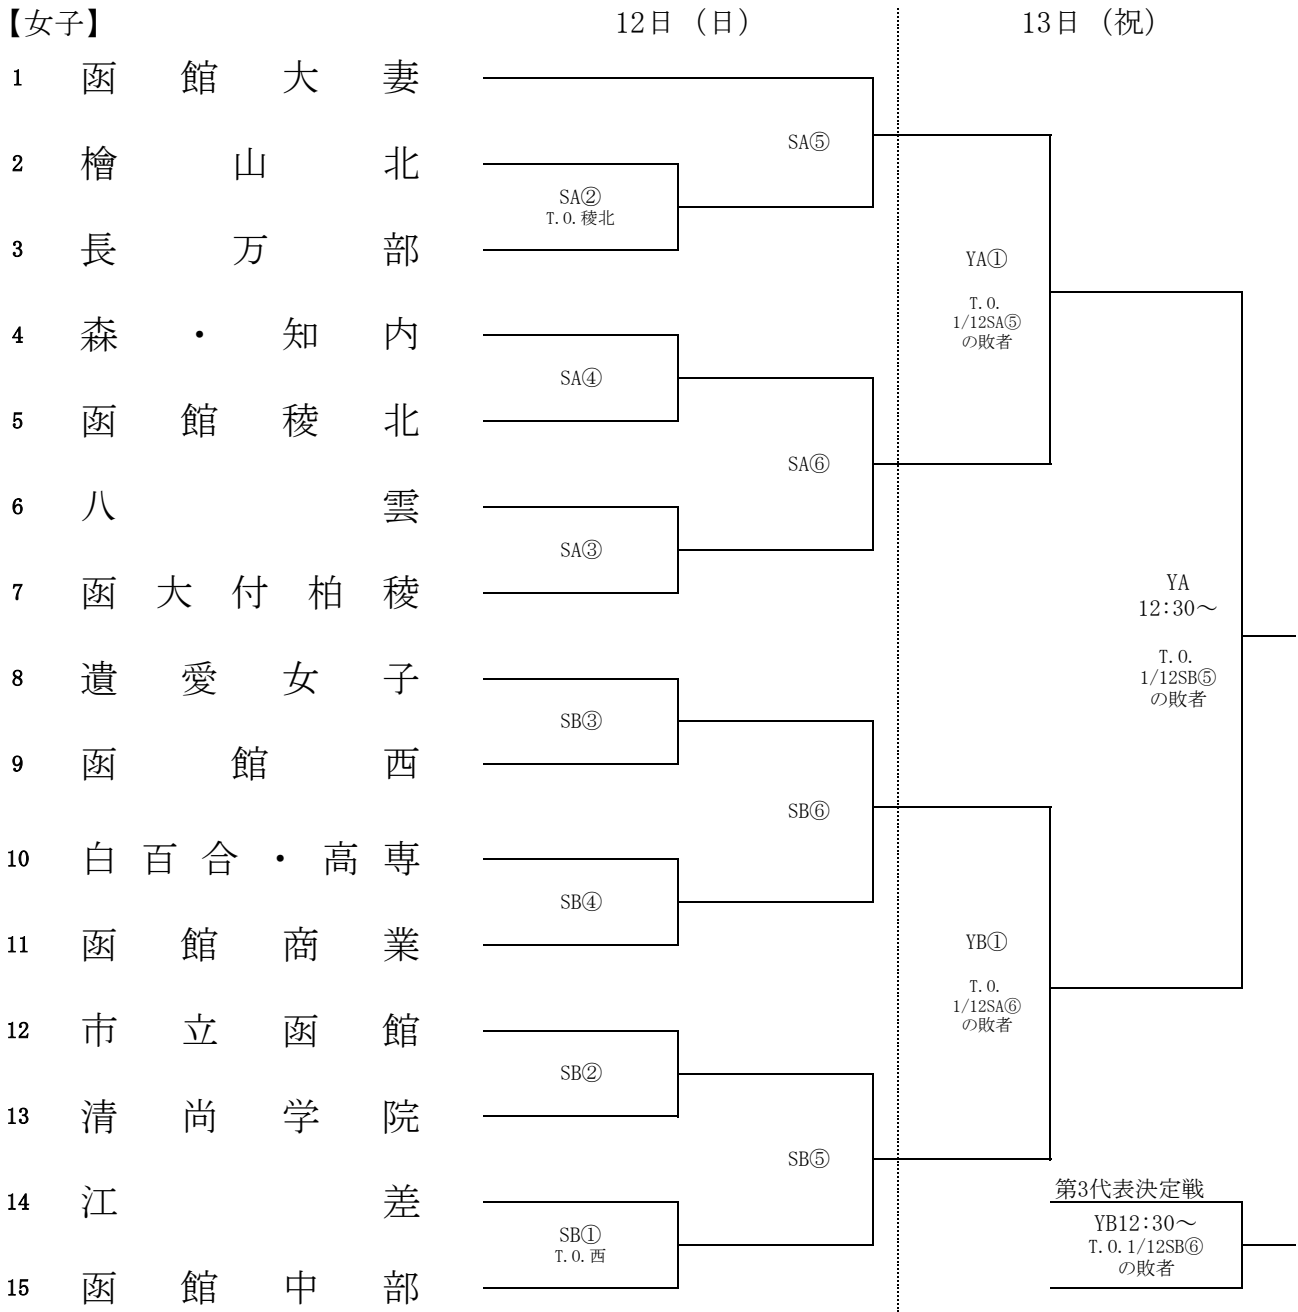 【女子】 12日（日） 13日（祝）
1 函館大妻
SA⑤
2 檜山北
SA②
T.O.稜北
3 長万部
YA①
T.O.
1/12SA⑤
の敗者
4 森・知内
SA④
5 函館稜北
SA⑥
6 八雲
SA③
7 函大付柏稜
YA
12:30～
T.O.
1/12SB⑤
の敗者
8 遺愛女子
SB③
9 函館西
SB⑥
10 白百合・高専
SB④
11 函館商業
YB①
T.O.
1/12SA⑥
の敗者
12 市立函館
SB②
13 清尚学院
SB⑤
14 江差
SB①
T.O.西
15 函館中部
第3代表決定戦
YB12:30～
T.O.1/12SB⑥
の敗者